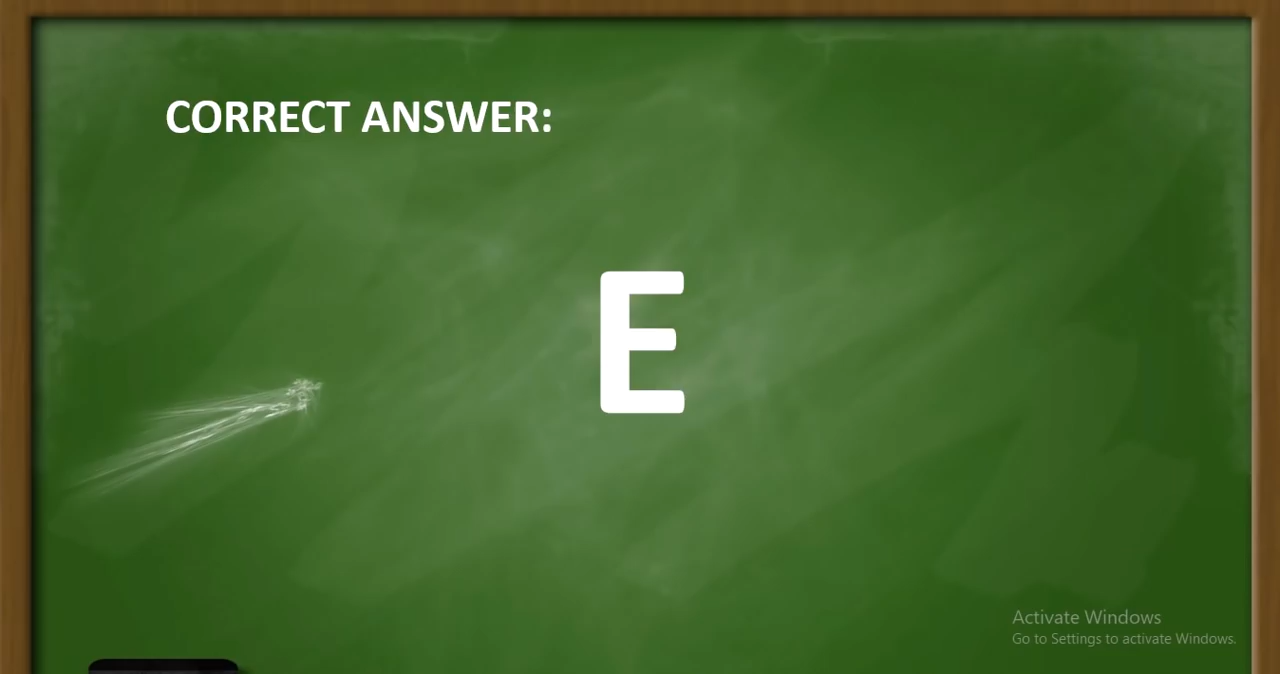 CORRECT ANSWER:
E
Activate Windows
Go to Settings to activate Windows.